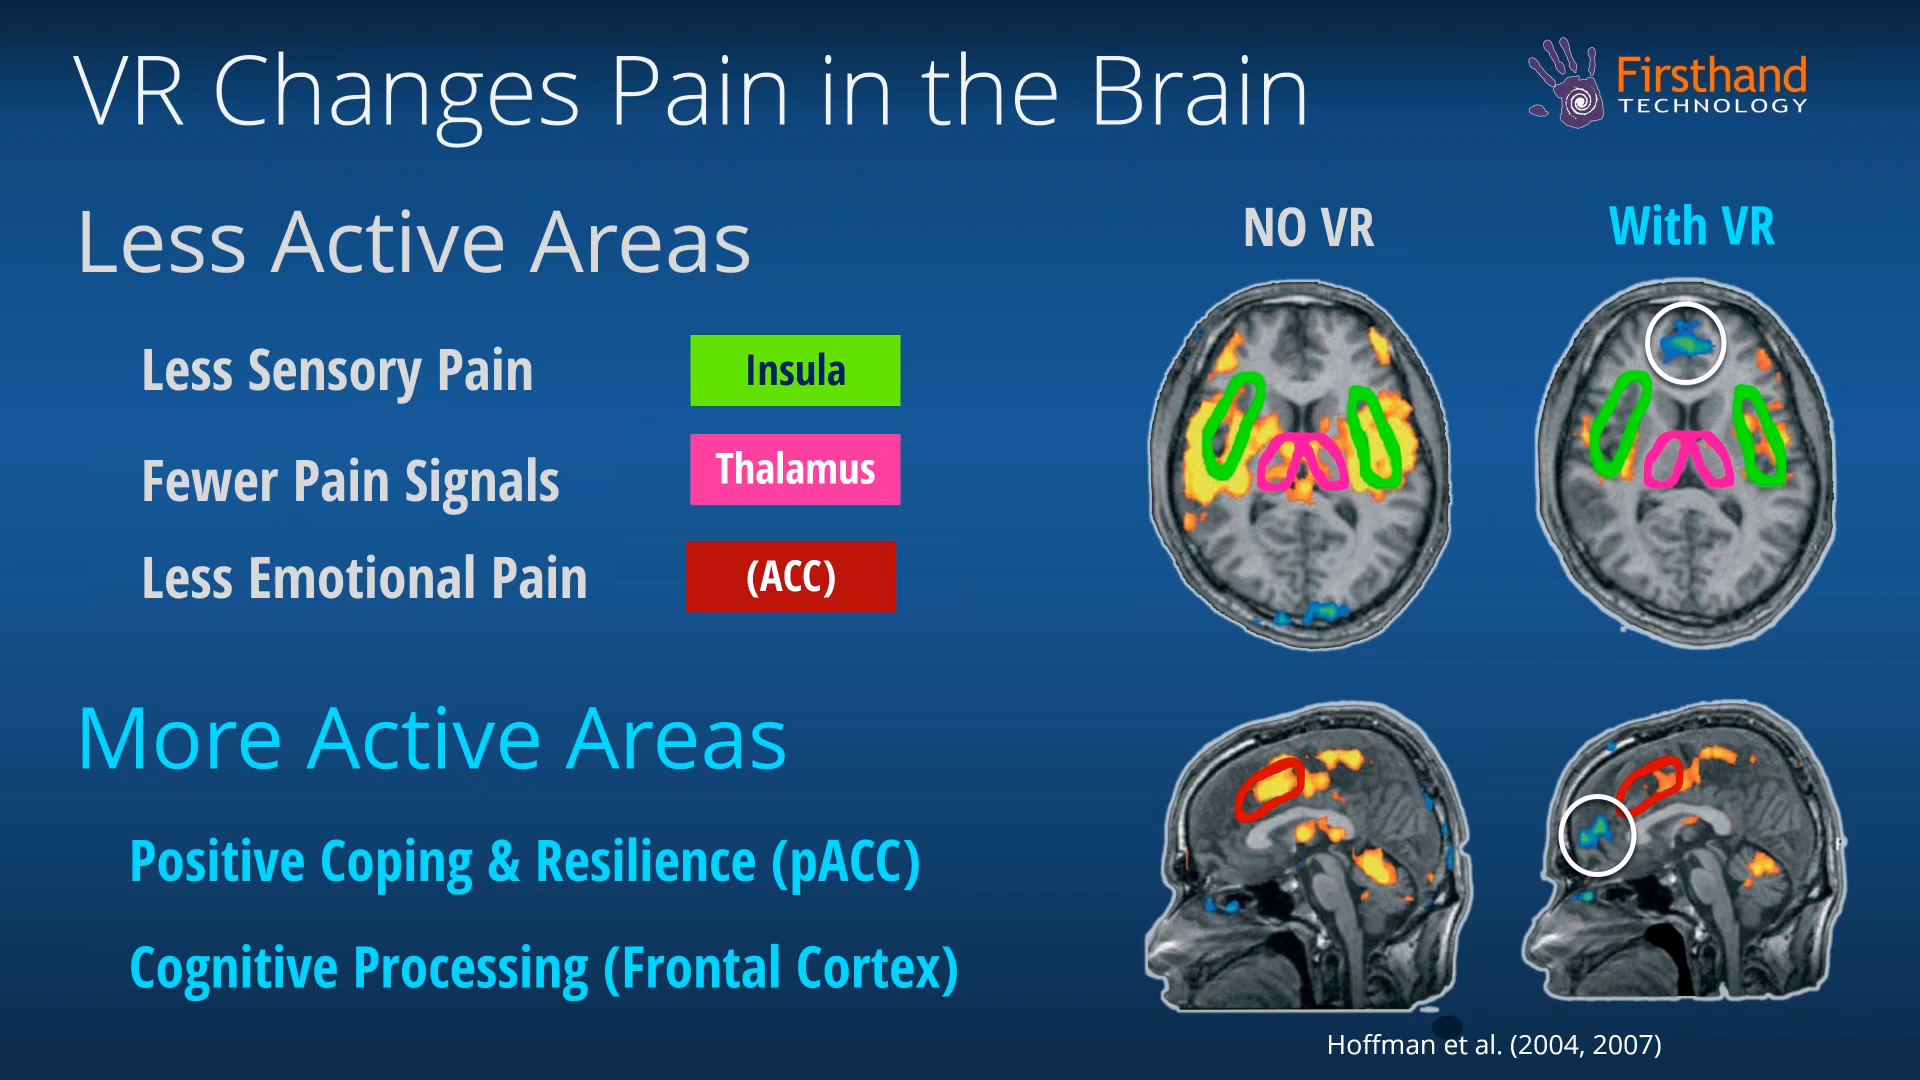 VR Changes Pain in the Brain
Firsthand
TECHNOLOGY
Less Active Areas
Less Sensory Pain
Insula
Fewer Pain Signals
Thalamus
Less Emotional Pain
(ACC)
More Active Areas
Positive Coping & Resilience (pACC)
Cognitive Processing (Frontal Cortex)
NO VR
With VR
P
Hoffman et al. (2004, 2007)